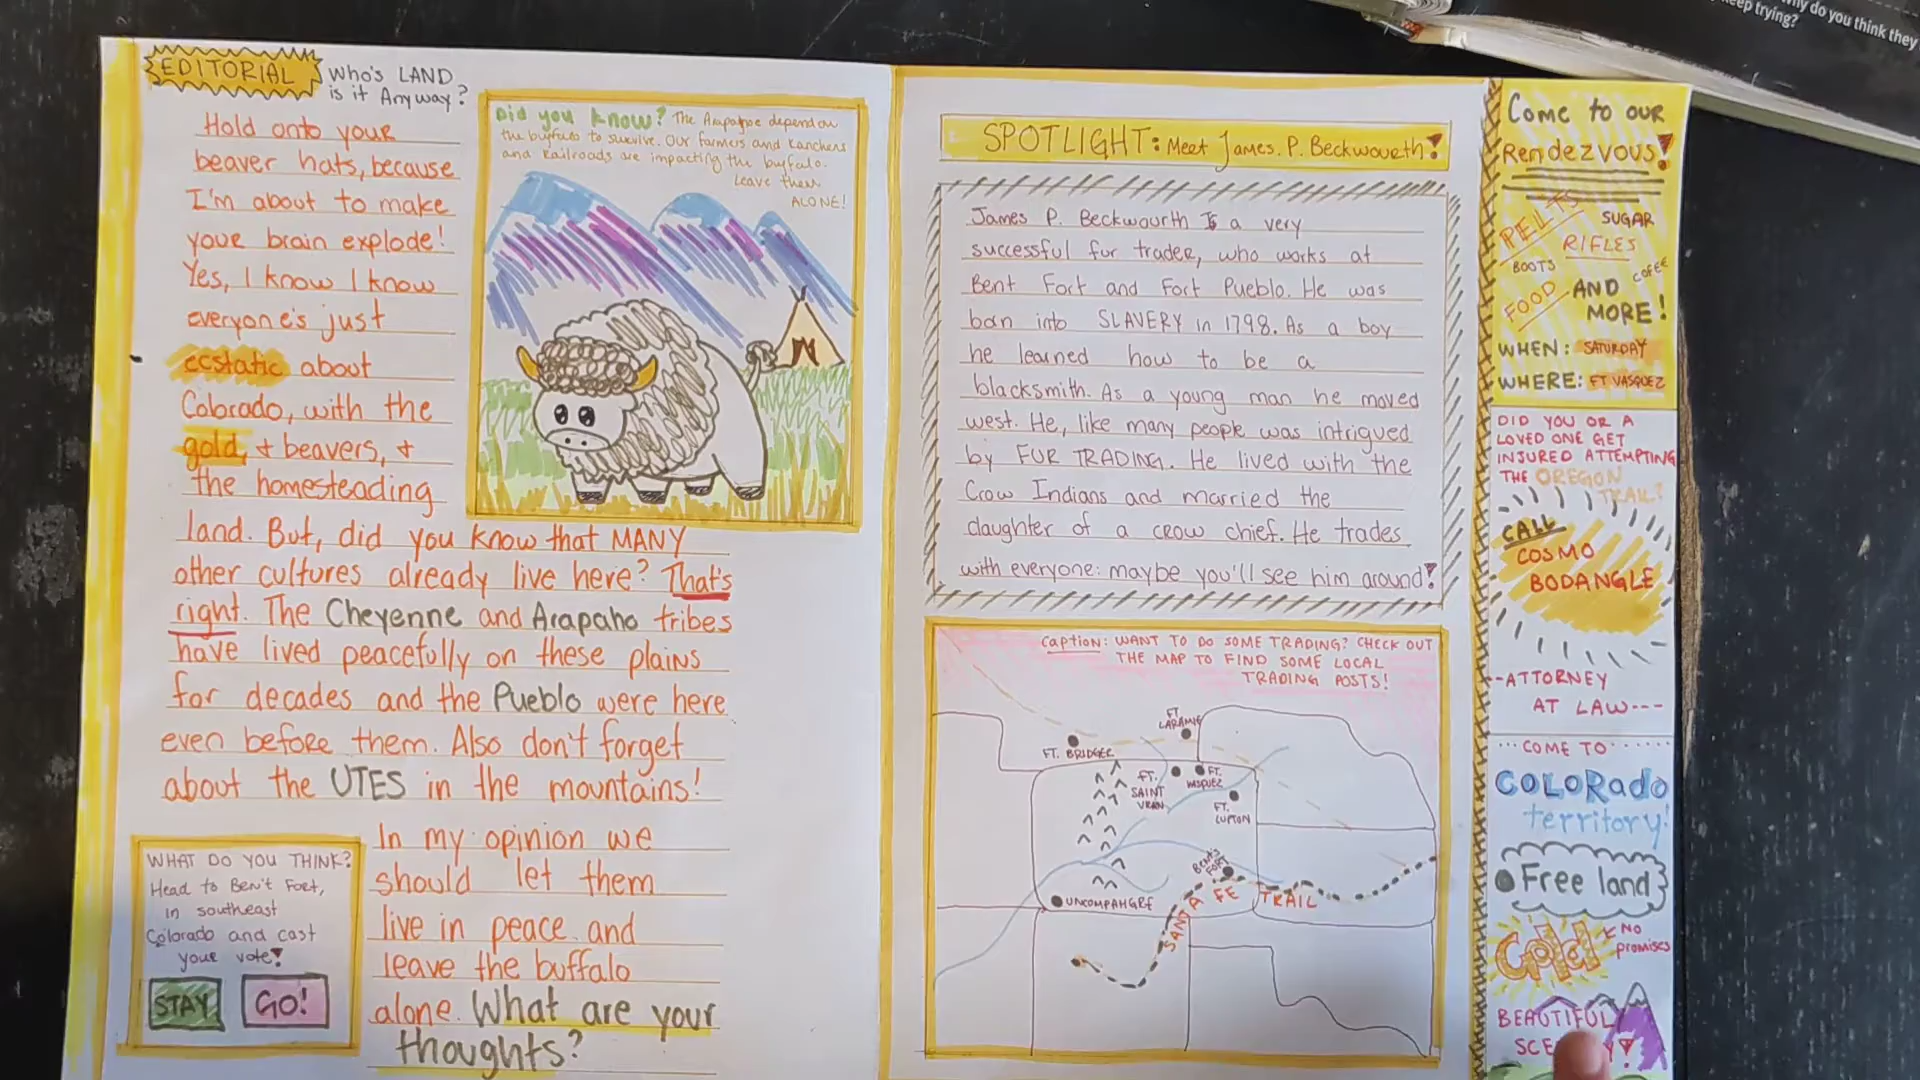 EDITORIAL
Who's LAND
is it Anyway?
Hold onto your
beaver hats, because
I'm about to make
your brain explode!
Yes, I know I know
everyone's just
ecstatic about
Colorado, with the
gold, + beavers, +
the homesteading
land. But, did you know that MANY
other cultures already live here? That's
right. The Cheyenne and Arapaho tribes
have lived peacefully on these plains
for decades and the Pueblo were here
even before them. Also don't forget
about the UTES in the mountains!
In my opinion we
should let them
live in peace and
leave the buffalo
alone. What are your
thoughts?
Did you know? The Arapahoe depend on
the buffalo to survive. Our farmers and Ranchers
and Railroads are impacting the buffalo.
Leave them
ALONE!
WHAT DO YOU THINK?
Head to Ben't Fort,
in southeast
Colorado and cast
your vote!
STAY
GO!
SPOTLIGHT: Meet James. P. Beckwourth!
James P. Beckwourth Is a very
successful fur trader, who works at
Bent Fort and Fort Pueblo. He was
born into SLAVERY in 1798. As a boy
he learned how to be a
blacksmith. As a young man he moved
west. He, like many people was intrigued
by FUR TRADING. He lived with the
Crow Indians and married the
daughter of a crow chief. He trades
with everyone: maybe you'll see him around!
Caption: WANT TO DO SOME TRADING? CHECK OUT
THE MAP TO FIND SOME LOCAL
TRADING POSTS!
FT. LARAMIE
FT. BRIDGER
FT. SAINT VRAIN
FT. VASQUEZ
FT. LUPTON
BENT'S FORT
UNCOMPAHGRE
SANTA FE TRAIL
Come to our
Rendezvous!
PELTS
SUGAR
RIFLES
BOOTS
COFEE
FOOD
AND
MORE!
WHEN: SATURDAY
WHERE: FT VASQUEZ
DID YOU OR A
LOVED ONE GET
INJURED ATTEMPTING
THE OREGON
TRAIL?
CALL
COSMO
BODANGLE
--ATTORNEY
AT LAW---
COME TO
COLORADO
territory!
Free land
Gold
NO
promises
BEAUTIFUL
hy do you think they
eep trying?